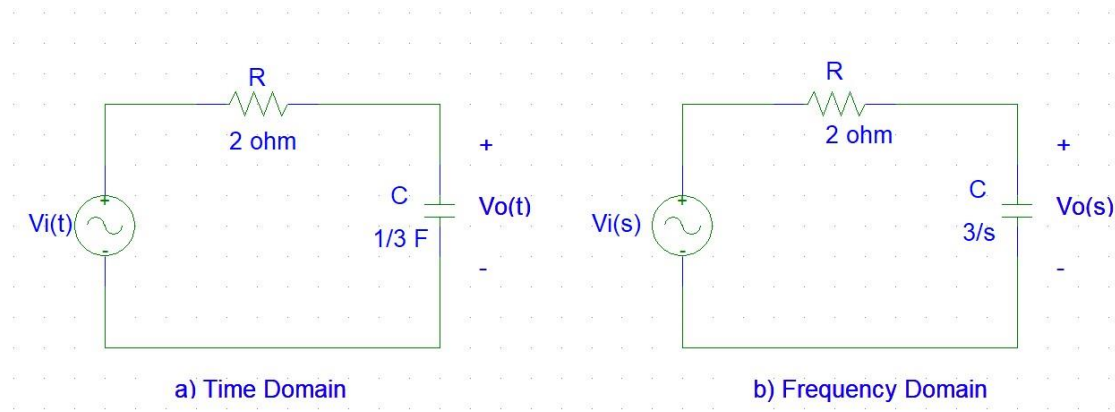 R
2 ohm
+
C
Vi(t)
+
-
Vo(t)
1/3 F
-
a) Time Domain
R
2 ohm
+
C
Vi(s)
+
-
Vo(s)
3/s
-
b) Frequency Domain